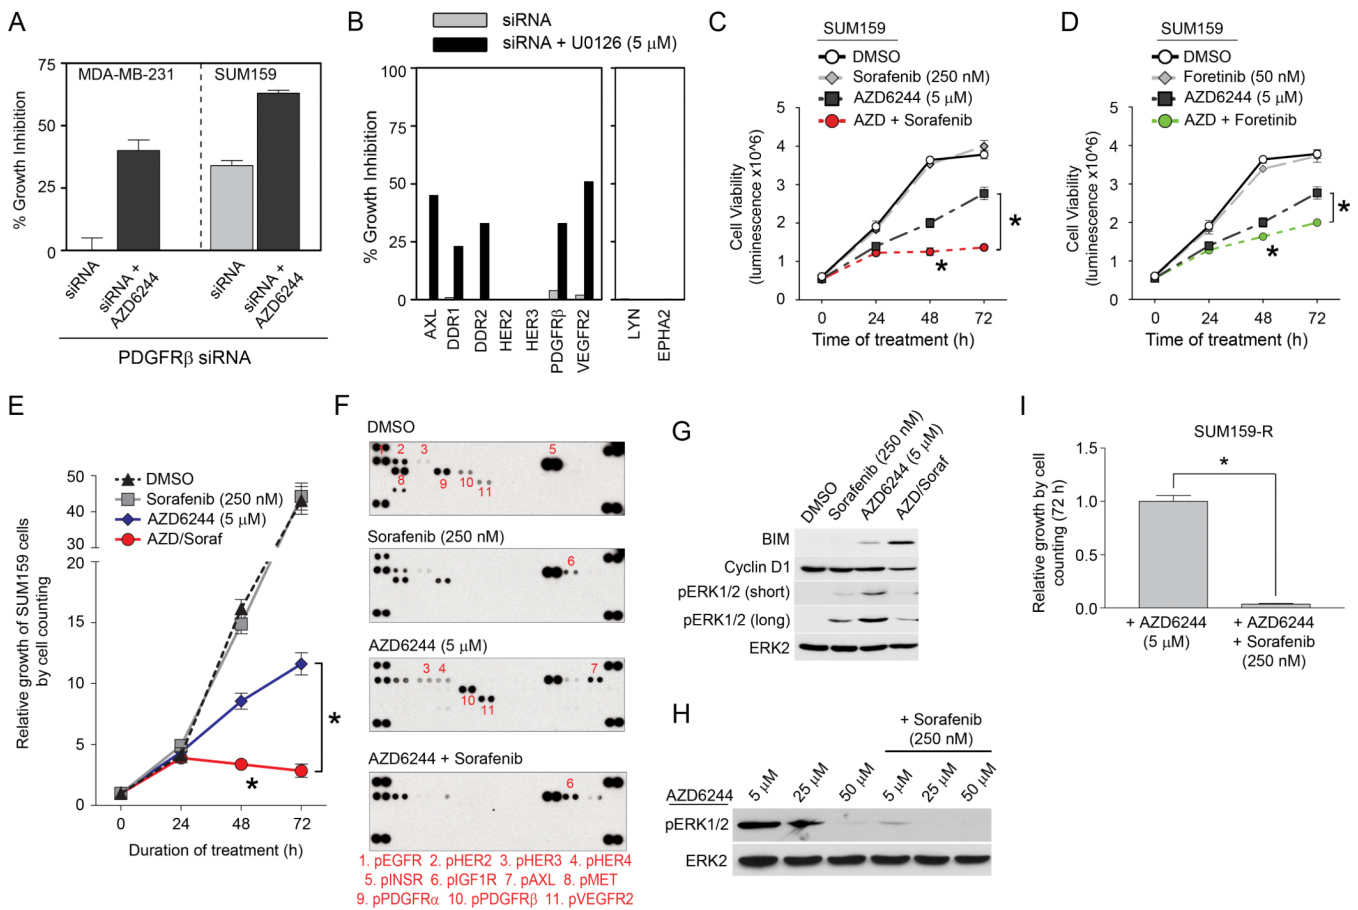 A
75
50
25
0
% Growth Inhibition
MDA-MB-231
SUM159
siRNA
siRNA +
AZD6244
siRNA
siRNA +
AZD6244
PDGFRβ siRNA
B
siRNA
siRNA + U0126 (5 μM)
100
75
50
25
0
% Growth Inhibition
AXL
DDR1
DDR2
HER2
HER3
PDGFRβ
VEGFR2
LYN
EPHA2
C
SUM159
DMSO
Sorafenib (250 nM)
AZD6244 (5 μM)
AZD + Sorafenib
5
4
3
2
1
0
Cell Viability
(luminescence x10^6)
*
*
0 24 48 72
Time of treatment (h)
D
SUM159
DMSO
Foretinib (50 nM)
AZD6244 (5 μM)
AZD + Foretinib
5
4
3
2
1
0
Cell Viability
(luminescence x10^6)
*
*
0 24 48 72
Time of treatment (h)
E
DMSO
Sorafenib (250 nM)
AZD6244 (5 μM)
AZD/Soraf
50
40
30
20
15
10
5
0
Relative growth of SUM159 cells
by cell counting
*
*
0 24 48 72
Duration of treatment (h)
F
DMSO
1 2 3 5
8 9 10 11
Sorafenib (250 nM)
6
AZD6244 (5 μM)
3 4 7
10 11
AZD6244 + Sorafenib
6
1. pEGFR 2. pHER2 3. pHER3 4. pHER4
5. pINSR 6. pIGF1R 7. pAXL 8. pMET
9. pPDGFRα 10. pPDGFRβ 11. pVEGFR2
G
DMSO
Sorafenib (250 nM)
AZD6244 (5 μM)
AZD/Soraf
BIM
Cyclin D1
pERK1/2 (short)
pERK1/2 (long)
ERK2
H
+ Sorafenib
(250 nM)
AZD6244
5 μM
25 μM
50 μM
5 μM
25 μM
50 μM
pERK1/2
ERK2
I
SUM159-R
1.5
1.0
0.5
0.0
Relative growth by cell
counting (72 h)
*
+ AZD6244
(5 μM)
+ AZD6244
+ Sorafenib
(250 nM)